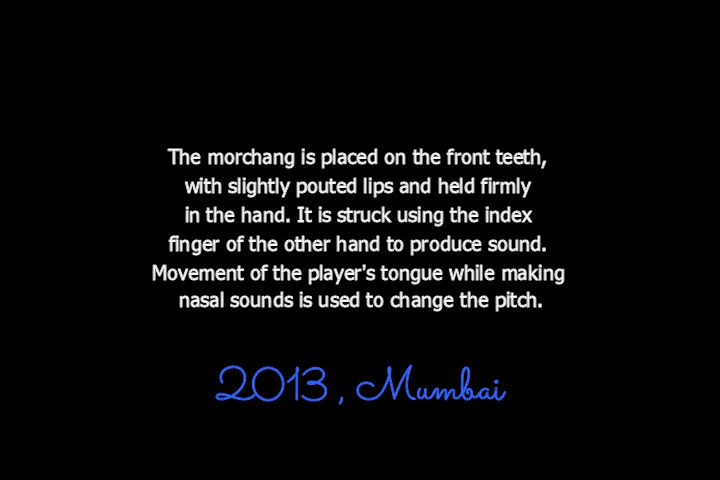 The morchang is placed on the front teeth,
with slightly pouted lips and held firmly
in the hand. It is struck using the index
finger of the other hand to produce sound.
Movement of the player's tongue while making
nasal sounds is used to change the pitch.
2013, Mumbai